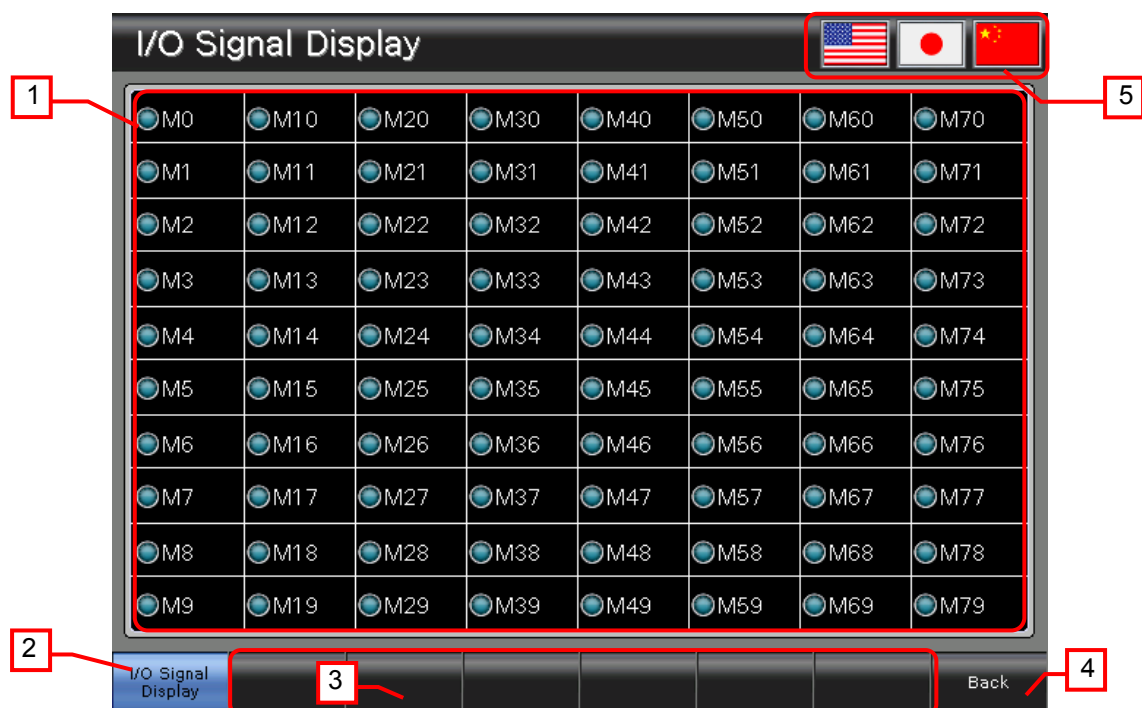 I/O Signal Display
1
5
M0 M10 M20 M30 M40 M50 M60 M70
M1 M11 M21 M31 M41 M51 M61 M71
M2 M12 M22 M32 M42 M52 M62 M72
M3 M13 M23 M33 M43 M53 M63 M73
M4 M14 M24 M34 M44 M54 M64 M74
M5 M15 M25 M35 M45 M55 M65 M75
M6 M16 M26 M36 M46 M56 M66 M76
M7 M17 M27 M37 M47 M57 M67 M77
M8 M18 M28 M38 M48 M58 M68 M78
M9 M19 M29 M39 M49 M59 M69 M79
2
I/O Signal
Display
3
Back
4